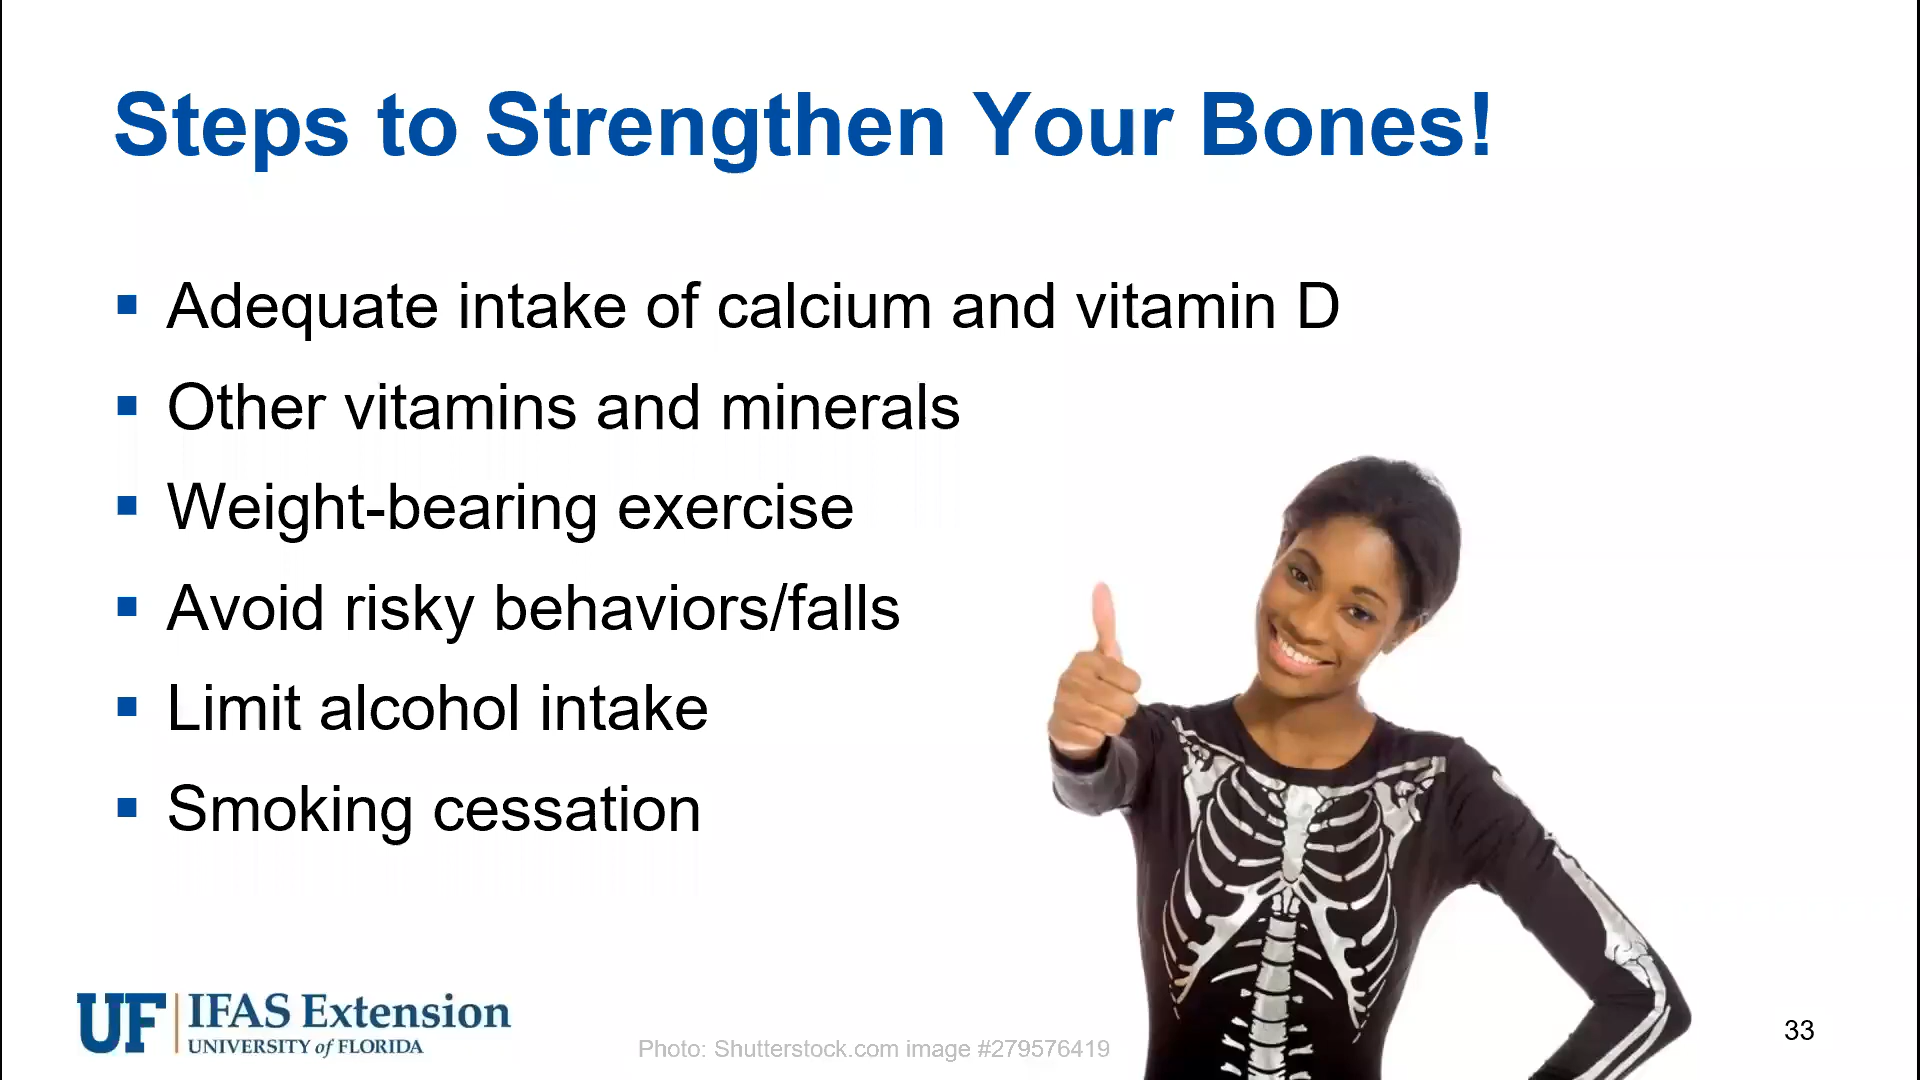 Steps to Strengthen Your Bones!
Adequate intake of calcium and vitamin D
Other vitamins and minerals
Weight-bearing exercise
Avoid risky behaviors/falls
Limit alcohol intake
Smoking cessation
UF IFAS Extension
UNIVERSITY of FLORIDA
Photo: Shutterstock.com image #279576419
33